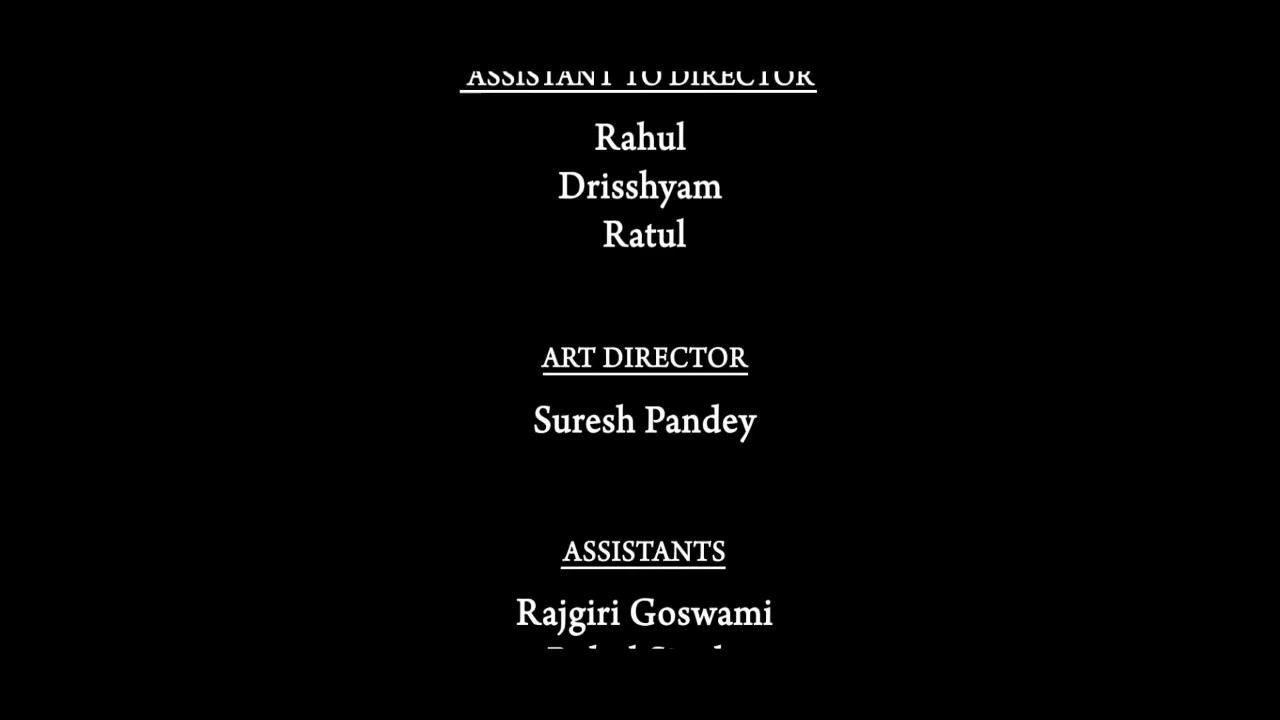 ASSISTANT TO DIRECTOR
Rahul
Drisshyam
Ratul
ART DIRECTOR
Suresh Pandey
ASSISTANTS
Rajgiri Goswami